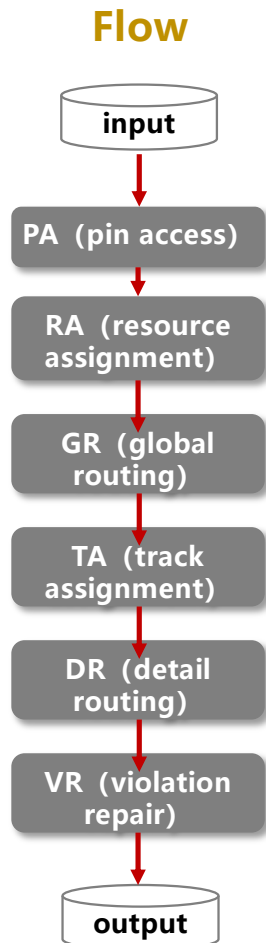 Flow
input
PA（pin access）
RA（resource
assignment）
GR（global
routing）
TA（track
assignment）
DR（detail
routing）
VR（violation
repair）
output